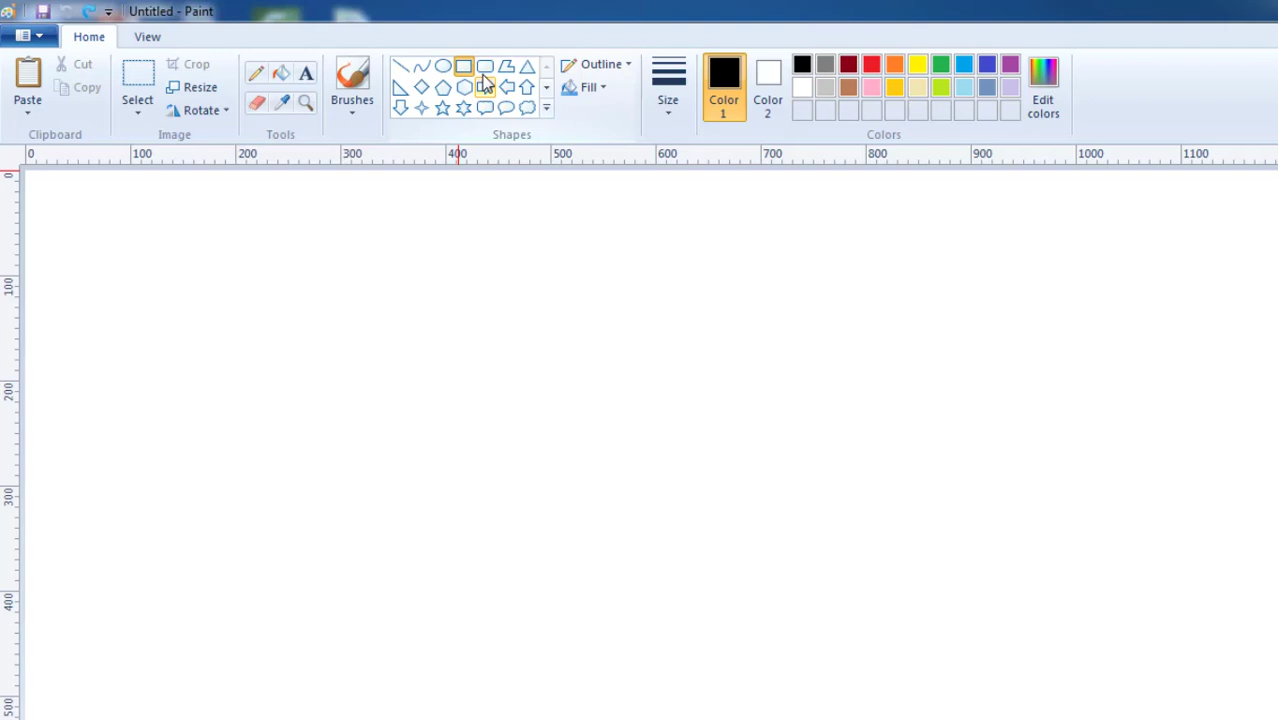 Untitled - Paint
Home View
Paste
Cut
Copy
Clipboard
Select
Crop
Resize
Rotate
Image
A
Tools
Brushes
Shapes
Outline
Fill
Size
Color 1
Color 2
Colors
Edit colors
0 100 200 300 400 500 600 700 800 900 1000 1100
0
100
200
300
400
500